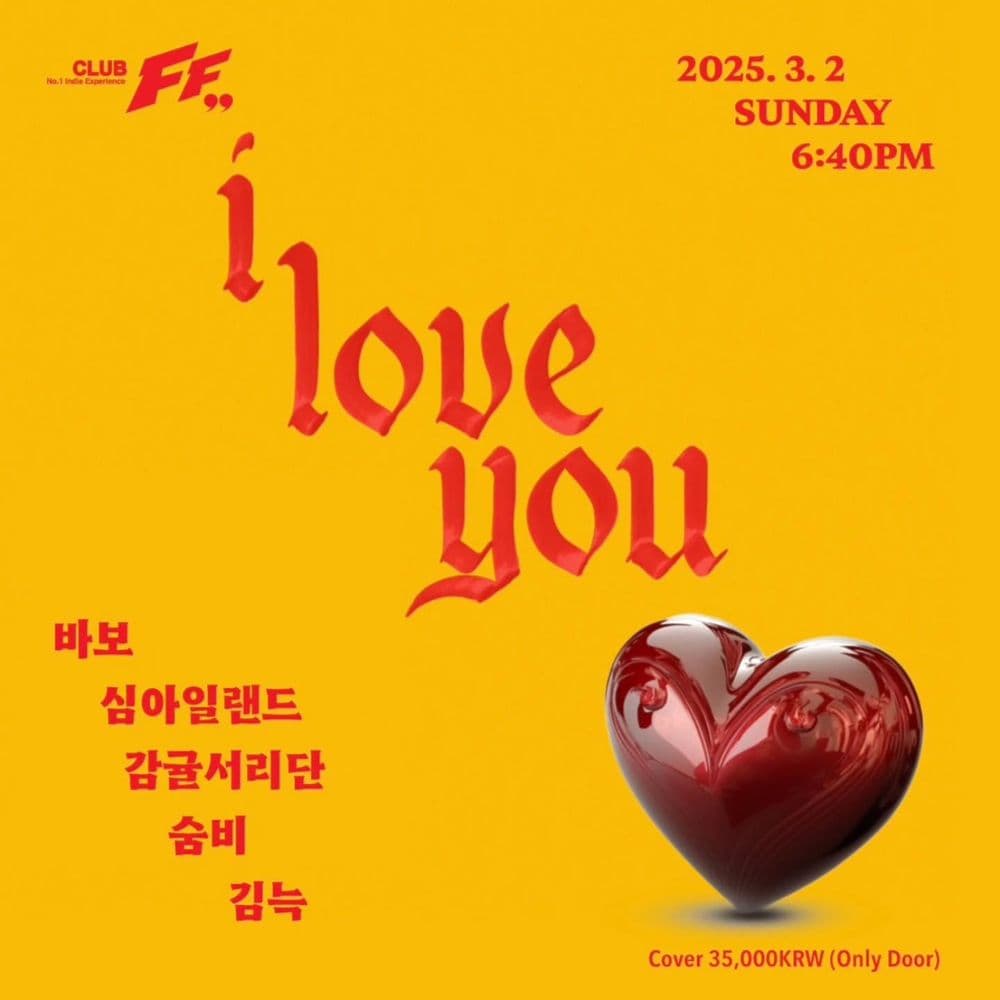 CLUB
No.1 Indie Experience
FF,,
2025. 3. 2
SUNDAY
6:40PM
i
love
you
바보
심아일랜드
감귤서리단
숨비
김늑
Cover 35,000KRW (Only Door)